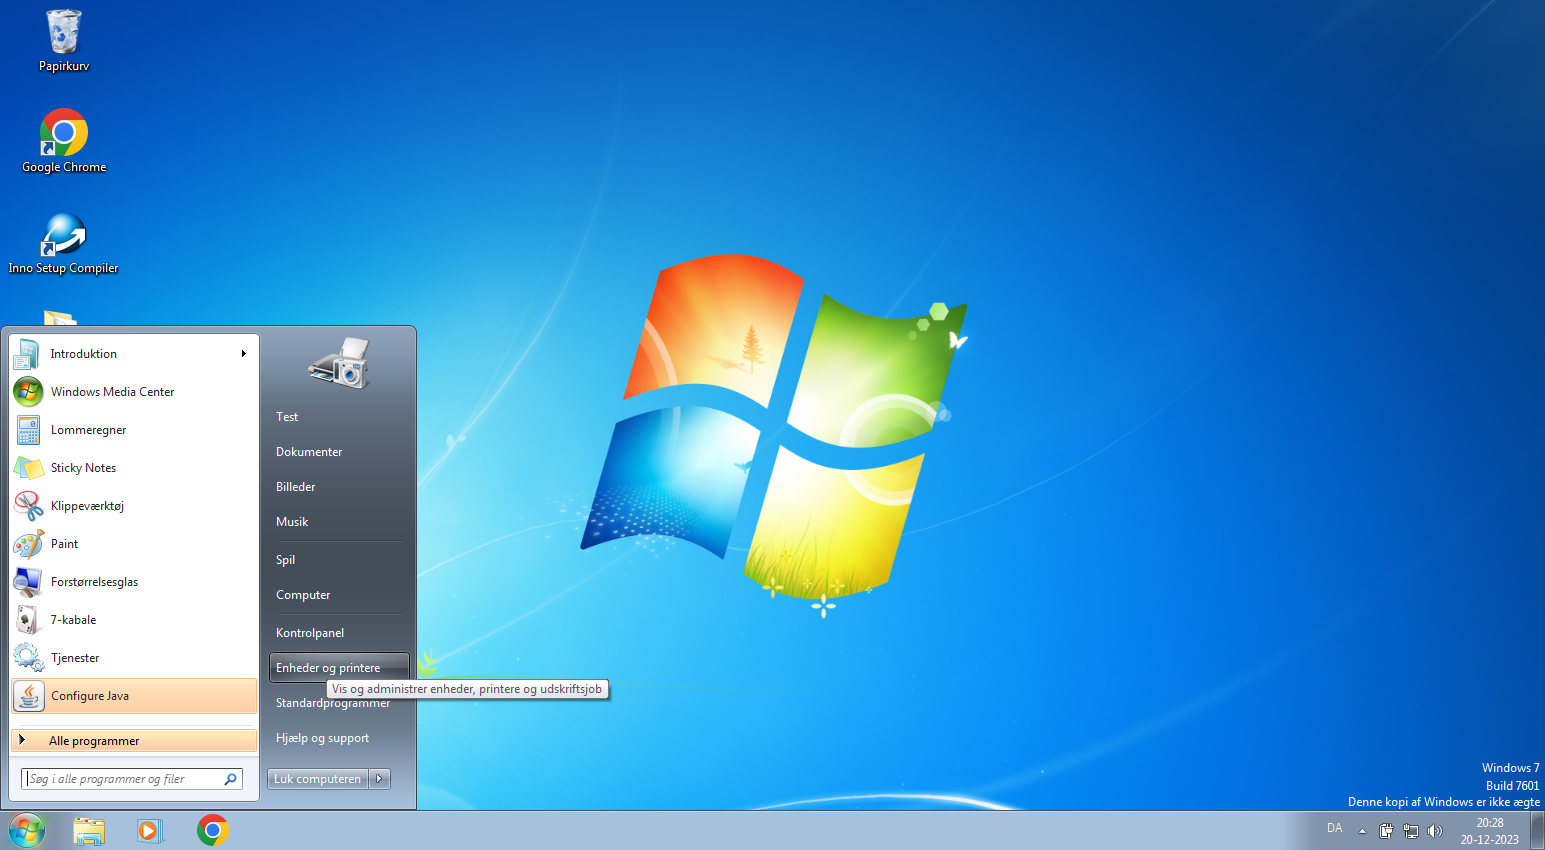 Papirkurv
Google Chrome
Inno Setup Compiler
Introduktion
Windows Media Center
Lommeregner
Sticky Notes
Klippeværktøj
Paint
Forstørrelsesglas
7-kabale
Tjenester
Configure Java
Alle programmer
Søg i alle programmer og filer
Test
Dokumenter
Billeder
Musik
Spil
Computer
Kontrolpanel
Enheder og printere
Vis og administrer enheder, printere og udskriftsjob
Standardprogrammer
Hjælp og support
Luk computeren
Windows 7
Build 7601
Denne kopi af Windows er ikke ægte
DA
20:28
20-12-2023